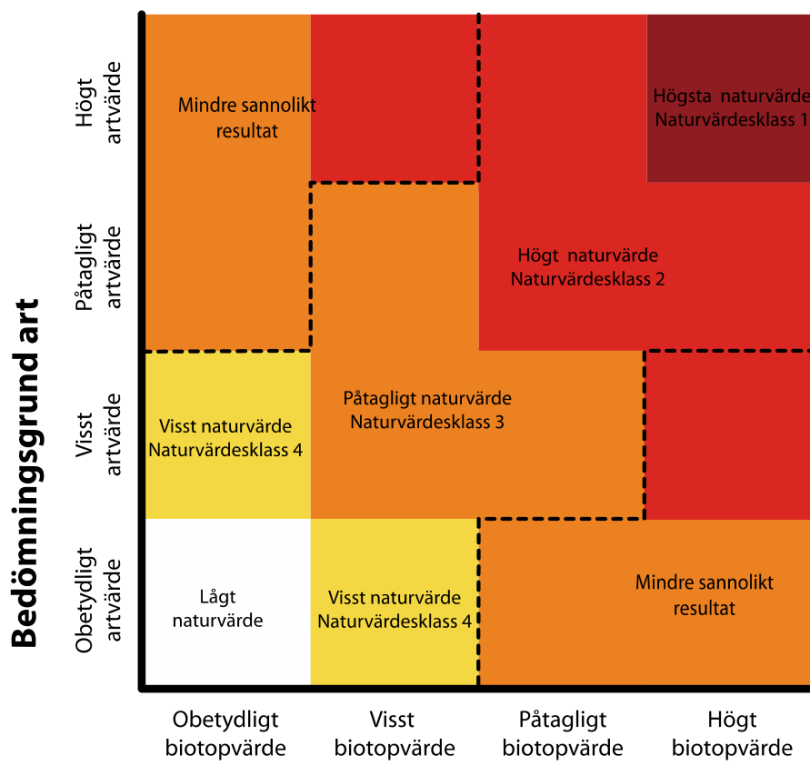 Bedömningsgrund art
Högt
artvärde
Påtagligt
artvärde
Visst
artvärde
Obetydligt
artvärde
Mindre sannolikt
resultat
Högsta naturvärde
Naturvärdesklass 1
Högt naturvärde
Naturvärdesklass 2
Påtagligt naturvärde
Naturvärdesklass 3
Visst naturvärde
Naturvärdesklass 4
Lågt
naturvärde
Visst naturvärde
Naturvärdesklass 4
Mindre sannolikt
resultat
Obetydligt
biotopvärde
Visst
biotopvärde
Påtagligt
biotopvärde
Högt
biotopvärde